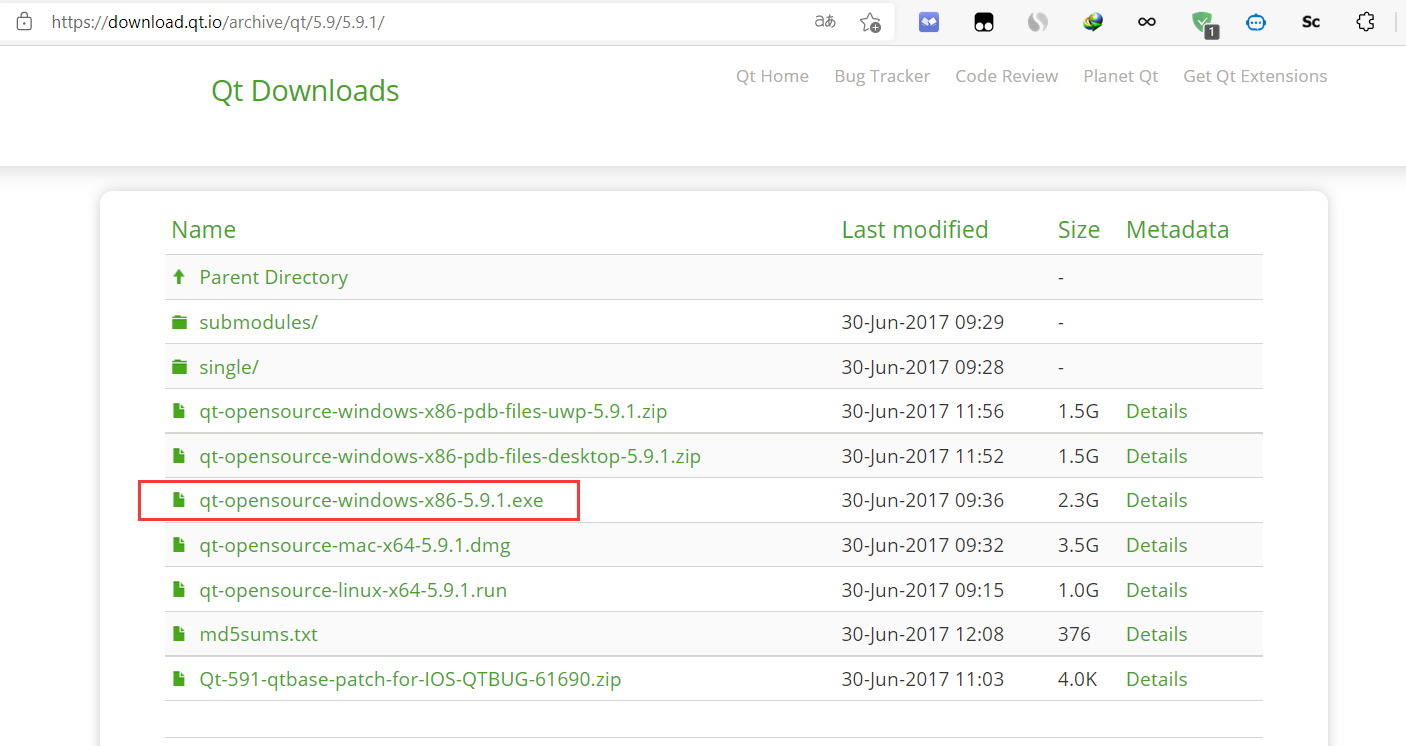 https://download.qt.io/archive/qt/5.9/5.9.1/ aあ 1 Sc
Qt Downloads
Qt Home Bug Tracker Code Review Planet Qt Get Qt Extensions
Name Last modified Size Metadata
Parent Directory -
submodules/ 30-Jun-2017 09:29 -
single/ 30-Jun-2017 09:28 -
qt-opensource-windows-x86-pdb-files-uwp-5.9.1.zip 30-Jun-2017 11:56 1.5G Details
qt-opensource-windows-x86-pdb-files-desktop-5.9.1.zip 30-Jun-2017 11:52 1.5G Details
qt-opensource-windows-x86-5.9.1.exe 30-Jun-2017 09:36 2.3G Details
qt-opensource-mac-x64-5.9.1.dmg 30-Jun-2017 09:32 3.5G Details
qt-opensource-linux-x64-5.9.1.run 30-Jun-2017 09:15 1.0G Details
md5sums.txt 30-Jun-2017 12:08 376 Details
Qt-591-qtbase-patch-for-IOS-QTBUG-61690.zip 30-Jun-2017 11:03 4.0K Details